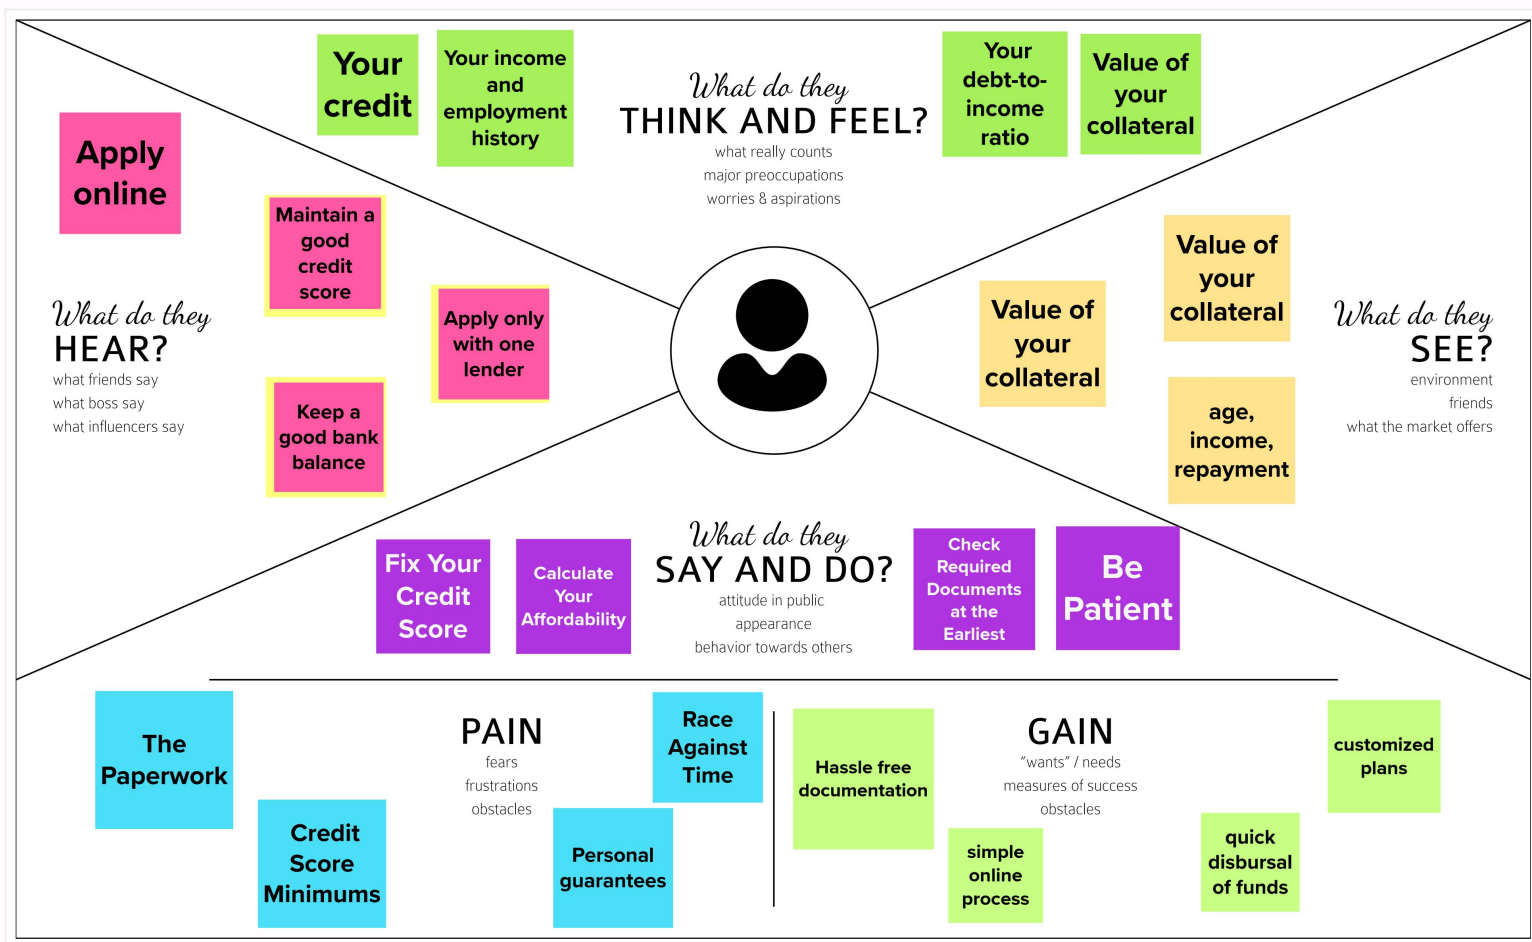 Your
credit
Your income
and
employment
history
What do they
THINK AND FEEL?
what really counts
major preoccupations
worries & aspirations
Your
debt-to-
income
ratio
Value of
your
collateral
Apply
online
Maintain a
good
credit
score
Apply only
with one
lender
Keep a
good bank
balance
What do they
HEAR?
what friends say
what boss say
what influencers say
Value of
your
collateral
Value of
your
collateral
age,
income,
repayment
What do they
SEE?
environment
friends
what the market offers
Fix Your
Credit
Score
Calculate
Your
Affordability
What do they
SAY AND DO?
attitude in public
appearance
behavior towards others
Check
Required
Documents
at the
Earliest
Be
Patient
The
Paperwork
Credit
Score
Minimums
PAIN
fears
frustrations
obstacles
Race
Against
Time
Personal
guarantees
Hassle free
documentation
GAIN
"wants" / needs
measures of success
obstacles
simple
online
process
quick
disbursal
of funds
customized
plans